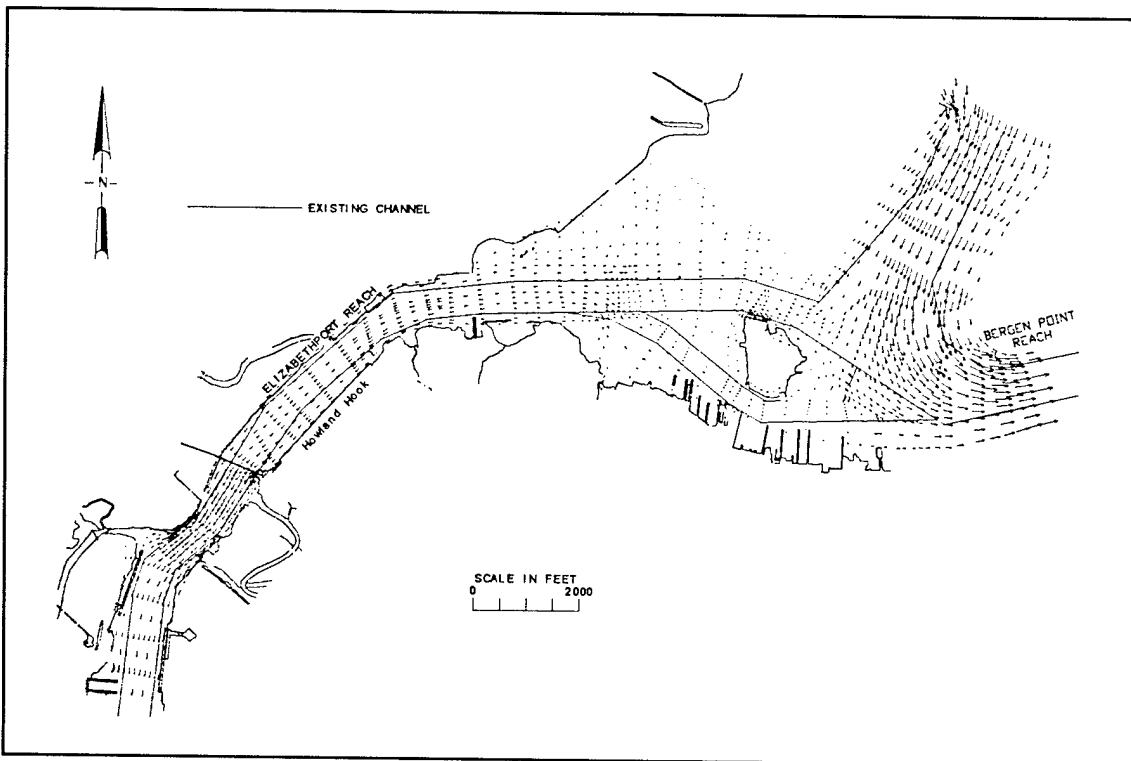 N
EXISTING CHANNEL
ELIZABETHPORT REACH
Howland Hook
BERGEN POINT
REACH
SCALE IN FEET
0 2000